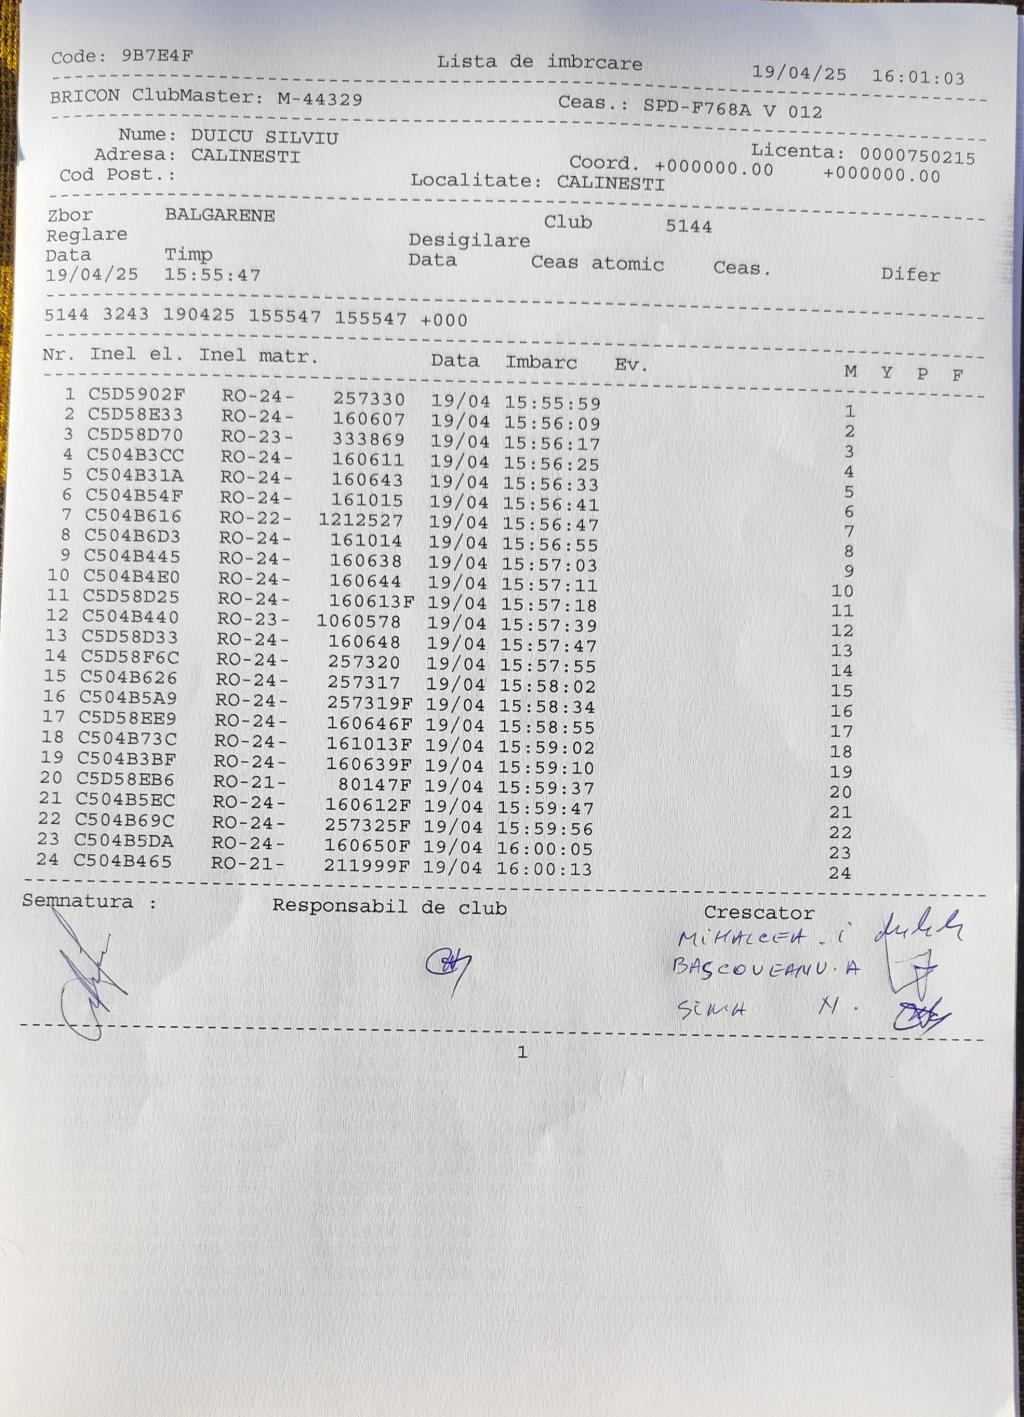 Code: 9B7E4F Lista de imbrcare 19/04/25 16:01:03
BRICON ClubMaster: M-44329 Ceas.: SPD-F768A V 012
Nume: DUICU SILVIU Licenta: 0000750215
Adresa: CALINESTI Coord. +000000.00 +000000.00
Cod Post.: Localitate: CALINESTI
Zbor BALGARENE Club 5144
Reglare Desigilare
Data Timp Data Ceas atomic Ceas. Difer
19/04/25 15:55:47
5144 3243 190425 155547 155547 +000
Nr. Inel el. Inel matr. Data Imbarc Ev. M Y P F
1 C5D5902F RO-24- 257330 19/04 15:55:59 1
2 C5D58E33 RO-24- 160607 19/04 15:56:09 2
3 C5D58D70 RO-23- 333869 19/04 15:56:17 3
4 C504B3CC RO-24- 160611 19/04 15:56:25 4
5 C504B31A RO-24- 160643 19/04 15:56:33 5
6 C504B54F RO-24- 161015 19/04 15:56:41 6
7 C504B616 RO-22- 1212527 19/04 15:56:47 7
8 C504B6D3 RO-24- 161014 19/04 15:56:55 8
9 C504B445 RO-24- 160638 19/04 15:57:03 9
10 C504B4E0 RO-24- 160644 19/04 15:57:11 10
11 C5D58D25 RO-24- 160613F 19/04 15:57:18 11
12 C504B440 RO-23- 1060578 19/04 15:57:39 12
13 C5D58D33 RO-24- 160648 19/04 15:57:47 13
14 C5D58F6C RO-24- 257320 19/04 15:57:55 14
15 C504B626 RO-24- 257317 19/04 15:58:02 15
16 C504B5A9 RO-24- 257319F 19/04 15:58:34 16
17 C5D58EE9 RO-24- 160646F 19/04 15:58:55 17
18 C504B73C RO-24- 161013F 19/04 15:59:02 18
19 C504B3BF RO-24- 160639F 19/04 15:59:10 19
20 C5D58EB6 RO-21- 80147F 19/04 15:59:37 20
21 C504B5EC RO-24- 160612F 19/04 15:59:47 21
22 C504B69C RO-24- 257325F 19/04 15:59:56 22
23 C504B5DA RO-24- 160650F 19/04 16:00:05 23
24 C504B465 RO-21- 211999F 19/04 16:00:13 24
Semnatura : Responsabil de club Crescator
MIHALCEA . i
BAȘCOVEANU. A
SIMA N .
1